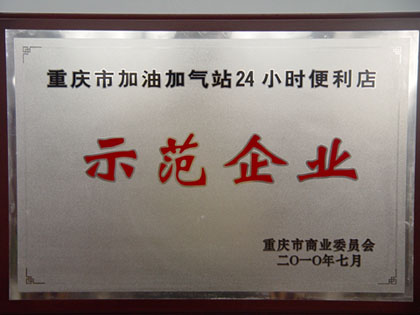 重庆市加油加气站24小时便利店
示范企业
重庆市商业委员会
二〇一〇年七月